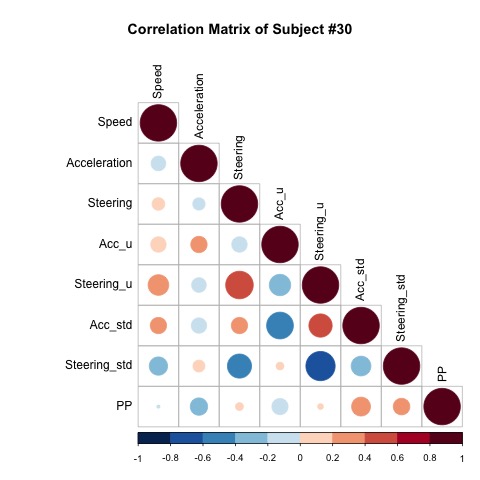 Correlation Matrix of Subject #30
Speed
Acceleration
Steering
Acc_u
Steering_u
Acc_std
Steering_std
PP
Speed
Acceleration
Steering
Acc_u
Steering_u
Acc_std
Steering_std
PP
-1 -0.8 -0.6 -0.4 -0.2 0 0.2 0.4 0.6 0.8 1